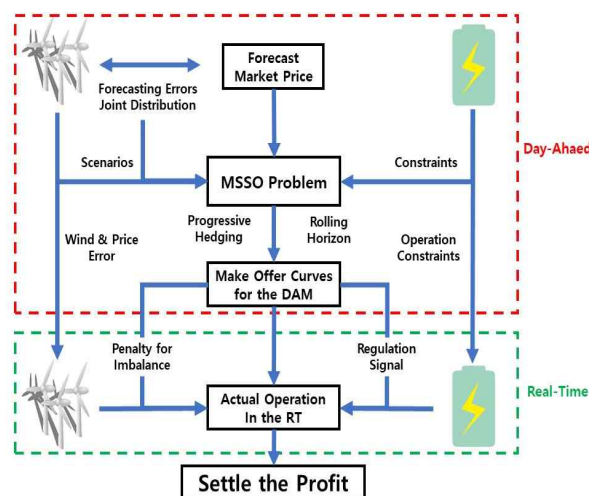 Forecast
Market Price
Forecasting Errors
Joint Distribution
Day-Ahaed
Scenarios
Constraints
MSSO Problem
Progressive
Hedging
Rolling
Horizon
Wind & Price
Error
Operation
Constraints
Make Offer Curves
for the DAM
Penalty for
Imbalance
Regulation
Signal
Actual Operation
In the RT
Real-Time
Settle the Profit